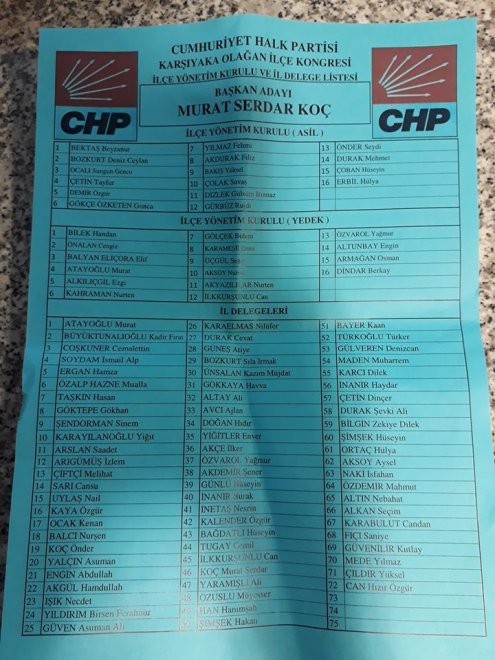 CUMHURİYET HALK PARTİSİ
KARŞIYAKA OLAĞAN İLÇE KONGRESİ
İLÇE YÖNETİM KURULU VE İL DELEGE LİSTESİ
CHP
BAŞKAN ADAYI
MURAT SERDAR KOÇ
CHP
İLÇE YÖNETİM KURULU ( ASİL )
1 BEKTAŞ Beyzanur
2 BOZKURT Deniz Ceylan
3 OCALI Sungun Gonca
4 ÇETİN Tayfur
5 DEMİR Özgür
6 GÖKÇE ÖZKETEN Gonca
7 YILMAZ Fehmi
8 AKDURAK Filiz
9 BAKIŞ Yüksel
10 ÇOLAK Savaş
11 DİZLEK Gülsüm Binnaz
12 GÜRBÜZ Ruşdi
13 ÖNDER Seydi
14 DURAK Mehmet
15 ÇOBAN Hüseyin
16 ERBİL Hülya
İLÇE YÖNETİM KURULU ( YEDEK )
1 BİLEK Handan
2 ÖNALAN Cengiz
3 BALYAN ELİÇORA Elif
4 ATAYOĞLU Murat
5 ALKILIÇGİL Ezgi
6 KAHRAMAN Nurten
7 GÖLÇEK Bülent
8 KARAMEŞE
9 ÜÇGÜL Sezer
10 AKSOY
11 AKYAZILILAR Nurten
12 İLKKURŞUNLU Can
13 ÖZVAROL Yağmur
14 ALTUNBAY Engin
15 ARMAĞAN Osman
16 DİNDAR Berkay
İL DELEGELERİ
1 ATAYOĞLU Murat
2 BÜYÜKTUNALIOĞLU Kadir Fırat
3 COŞKUNER Cemalettin
4 SOYDAM İsmail Alp
5 ERGAN Hamza
6 ÖZALP HAZNE Mualla
7 TAŞKIN Hasan
8 GÖKTEPE Gökhan
9 ŞENDORMAN Sinem
10 KARAYILANOĞLU Yiğit
11 ARSLAN Saadet
12 ARIGÜMÜŞ İzlem
13 ÇİFTÇİ Melihat
14 SARI Cansu
15 UYLAŞ Nail
16 KAYA Özgür
17 OCAK Kenan
18 BALCI Nurşen
19 KOÇ Önder
20 YALÇIN Asuman
21 ENGİN Abdullah
22 AKGÜL Hamdullah
23 IŞIK Necdet
24 YILDIRIM Birsen Ferahnur
25 GÜVEN Asuman Ali
26 KARAELMAS Nilüfer
27 DURAK Cevat
28 GÜNEŞ Atiye
29 BOZKURT Sıla Irmak
30 ÜNSALAN Kazım Müjdat
31 GÖKKAYA Havva
32 ALTAY Ali
33 AVCI Ajlan
34 DOĞAN Hıdır
35 YİĞİTLER Enver
36 AKÇE İlker
37 ÖZVAROL Yağmur
38 AKDEMİR Şener
39 GÜNLÜ Hüseyin
40 İNANIR Burak
41 İNETAŞ Nesrin
42 KALENDER Özgür
43 BAĞDATLI Hüseyin
44 TUGAY Cemil
45 İLKKURŞUNLU Can
46 KOÇ Murat Serdar
47 YARAMIŞLI Ali
48 ÖZUSLU Müyesser
49 HAN Hanımşah
50 ŞİMŞEK Hakan
51 BAYER Kaan
52 TÜRKOĞLU Türker
53 GÜLVEREN Denizcan
54 MADEN Muharrem
55 KARCI Dilek
56 İNANIR Haydar
57 ÇETİN Dinçer
58 DURAK Şevki Ali
59 BİLGİN Zekiye Dilek
60 ŞİMŞEK Hüseyin
61 ORTAÇ Hülya
62 AKSOY Aysel
63 NAKİ İsfahan
64 ÖZDEMİR Mahmut
65 ALTIN Nebahat
66 ALKAN Seçim
67 KARABULUT Candan
68 FIÇI Saniye
69 GÜVENİLİR Kutlay
70 MEDE Yılmaz
71 ÇILDIR Yüksel
72 CAN Hızır Özgür
73
74
75